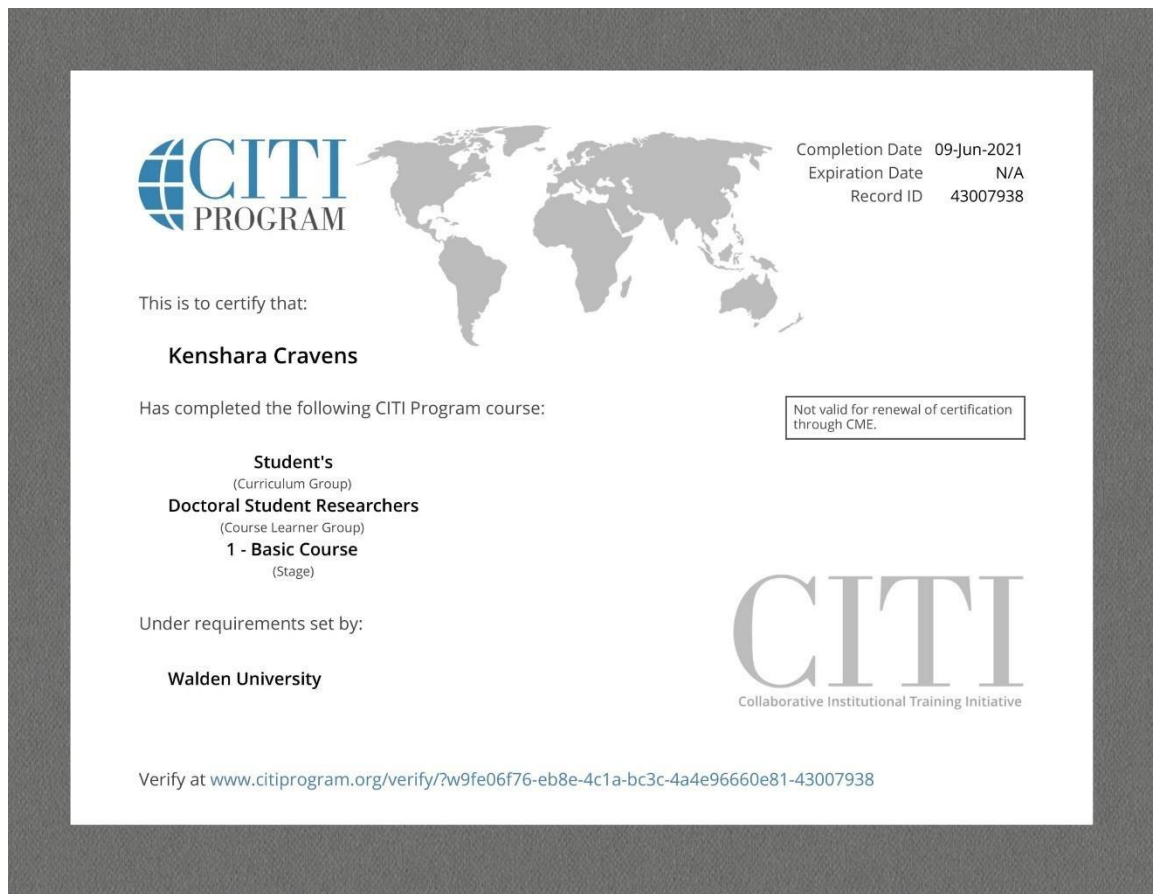 CITI
PROGRAM
Completion Date 09-Jun-2021
Expiration Date N/A
Record ID 43007938
This is to certify that:
Kenshara Cravens
Has completed the following CITI Program course:
Not valid for renewal of certification
through CME.
Student's
(Curriculum Group)
Doctoral Student Researchers
(Course Learner Group)
1 - Basic Course
(Stage)
Under requirements set by:
Walden University
CITI
Collaborative Institutional Training Initiative
Verify at www.citiprogram.org/verify/?w9fe06f76-eb8e-4c1a-bc3c-4a4e96660e81-43007938